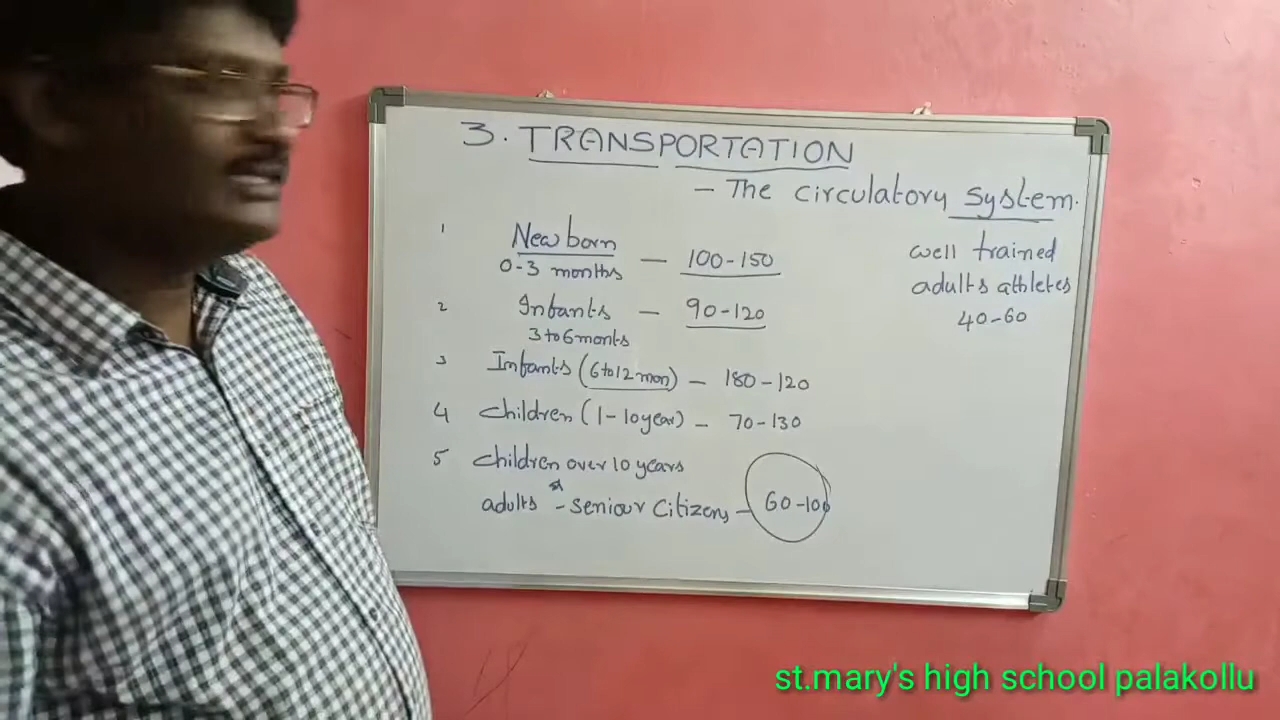 3. TRANSPORTATION
- The circulatory system.
1 New born - 100-150
0-3 months
2 Infants - 90-120
3 to 6 monts
3 Infants (6 to 12 mon) - 180-120
4 children (1-10 year) - 70-130
5 children over 10 years
adults - seniour citizens - 60-100
well trained
adults athletes
40-60
st.mary's high school palakollu